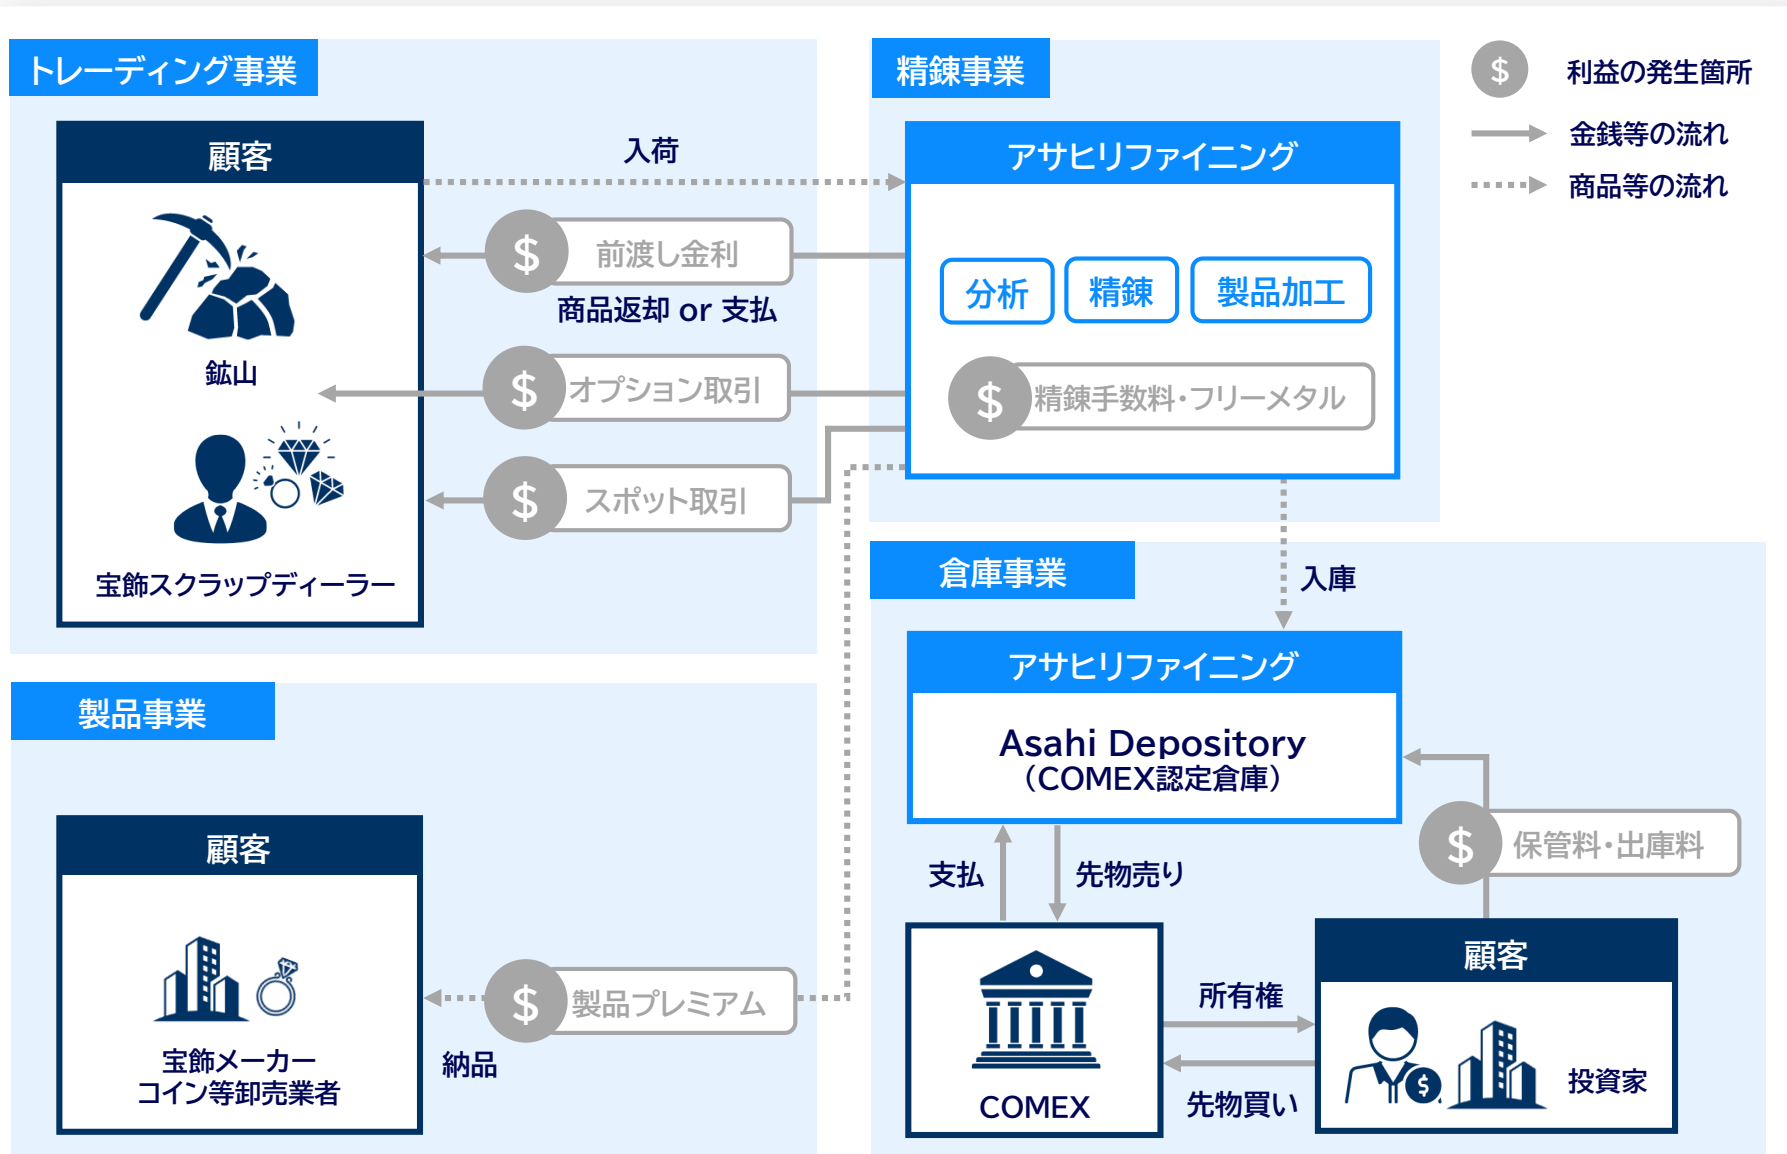 トレーディング事業
顧客
鉱山
宝飾スクラップディーラー
入荷
$ 前渡し金利
商品返却 or 支払
$ オプション取引
$ スポット取引
精錬事業
アサヒリファイニング
分析 精錬 製品加工
$ 精錬手数料・フリーメタル
$ 利益の発生箇所
金銭等の流れ
商品等の流れ
製品事業
顧客
宝飾メーカー
コイン等卸売業者
$ 製品プレミアム
納品
倉庫事業
入庫
アサヒリファイニング
Asahi Depository
（COMEX認定倉庫）
支払
先物売り
$ 保管料・出庫料
COMEX
所有権
先物買い
顧客
$
投資家